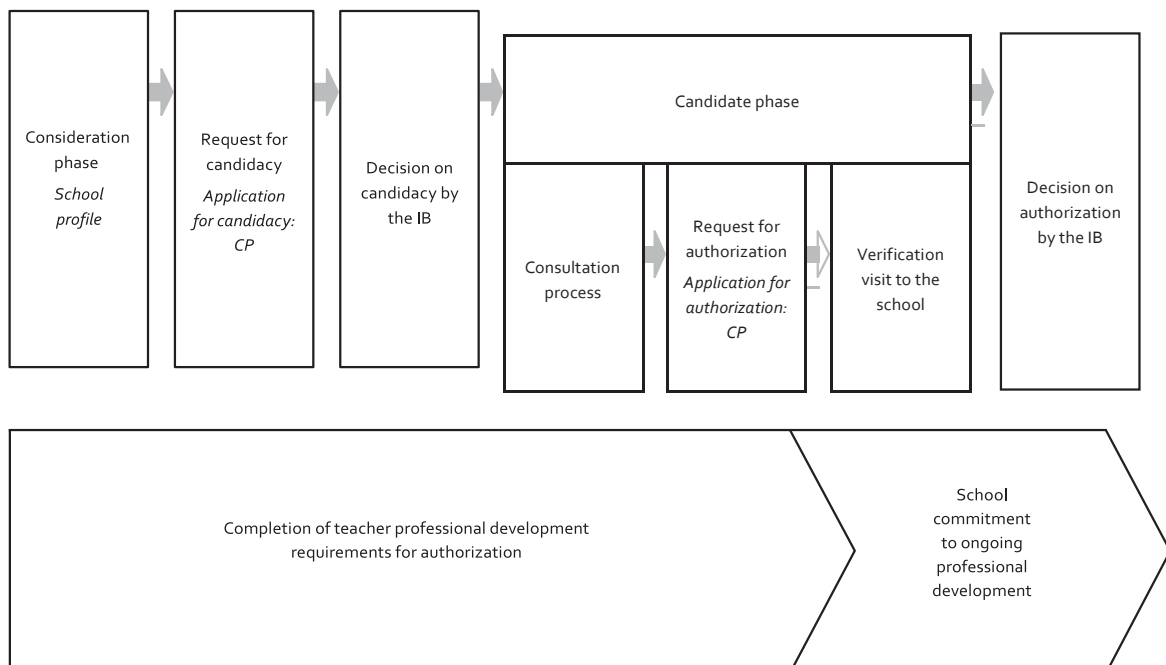 Consideration
phase
School
profile
Request for
candidacy
Application
for candidacy:
CP
Decision on
candidacy by
the IB
Candidate phase
Consultation
process
Request for
authorization
Application for
authorization:
CP
Verification
visit to the
school
Decision on
authorization
by the IB
Completion of teacher professional development
requirements for authorization
School
commitment
to ongoing
professional
development